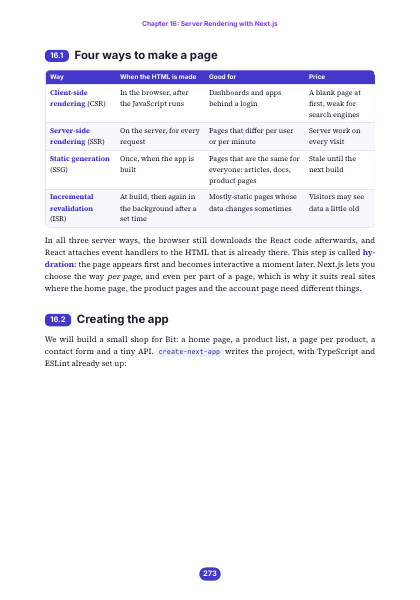 Chapter 16: Server Rendering with Next.js
16.1 Four ways to make a page
Way When the HTML is made Good for Price
Client-side rendering (CSR) In the browser, after the JavaScript runs Dashboards and apps behind a login A blank page at first, weak for search engines
Server-side rendering (SSR) On the server, for every request Pages that differ per user or per minute Server work on every visit
Static generation (SSG) Once, when the app is built Pages that are the same for everyone: articles, docs, product pages Stale until the next build
Incremental revalidation (ISR) At build, then again in the background after a set time Mostly-static pages whose data changes sometimes Visitors may see data a little old
In all three server ways, the browser still downloads the React code afterwards, and
React attaches event handlers to the HTML that is already there. This step is called hy-
dration: the page appears first and becomes interactive a moment later. Next.js lets you
choose the way per page, and even per part of a page, which is why it suits real sites
where the home page, the product pages and the account page need different things.
16.2 Creating the app
We will build a small shop for Bit: a home page, a product list, a page per product, a
contact form and a tiny API. create-next-app writes the project, with TypeScript and
ESLint already set up:
273